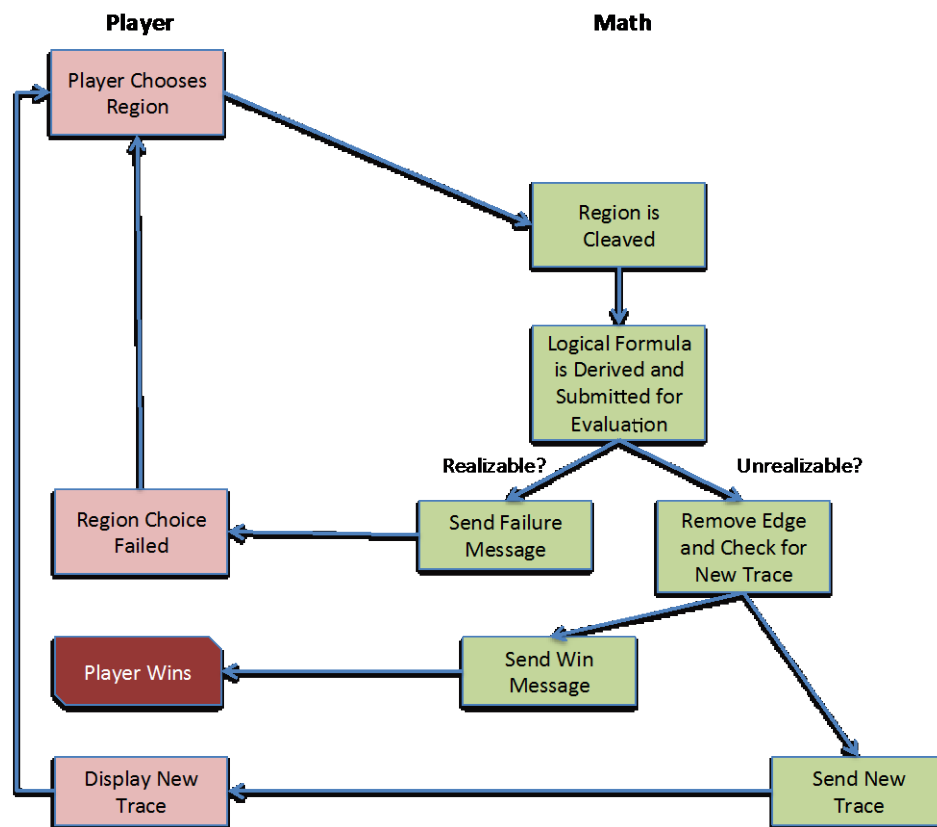 Player
Math
Player Chooses
Region
Region is
Cleaved
Logical Formula
is Derived and
Submitted for
Evaluation
Realizable?
Unrealizable?
Region Choice
Failed
Send Failure
Message
Remove Edge
and Check for
New Trace
Player Wins
Send Win
Message
Display New
Trace
Send New
Trace